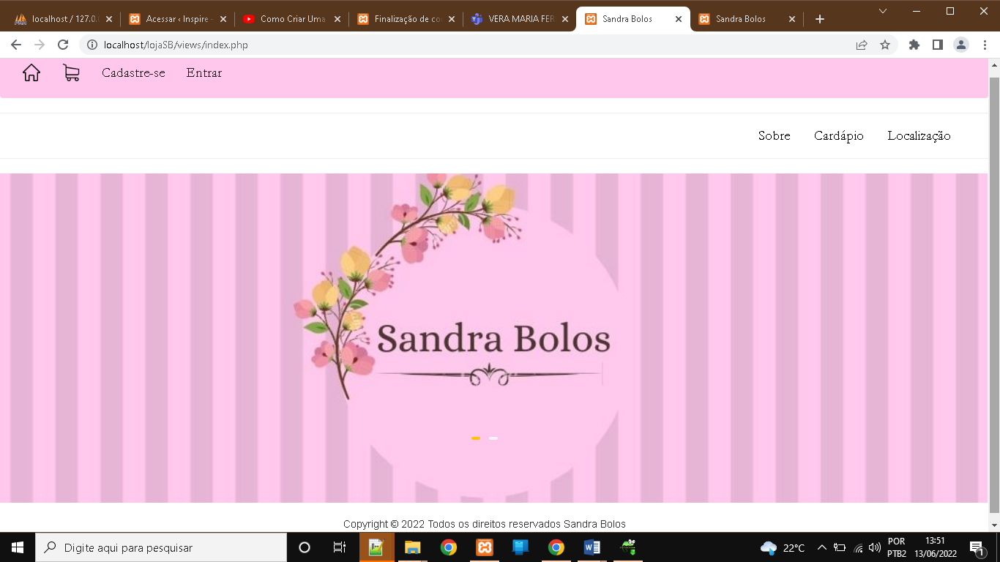 localhost / 127.0.0
Acessar ‹ Inspire -
Como Criar Uma
Finalização de co
VERA MARIA FER
Sandra Bolos
Sandra Bolos
localhost/lojaSB/views/index.php
Cadastre-se Entrar
Sobre Cardápio Localização
Sandra Bolos
Copyright © 2022 Todos os direitos reservados Sandra Bolos
Digite aqui para pesquisar
22°C
POR
PTB2
13:51
13/06/2022
1